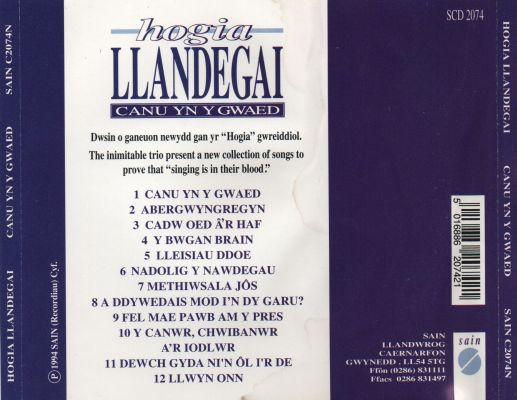 HOGIA LLANDEGAI CANU YN Y GWAED SAIN C2074N
hogia
LLANDEGAI
CANU YN Y GWAED
Dwsin o ganeuon newydd gan yr “Hogia” gwreiddiol.
The inimitable trio present a new collection of songs to
prove that “singing is in their blood.”
1 CANU YN Y GWAED
2 ABERGWYNGREGYN
3 CADW OED Â'R HAF
4 Y BWGAN BRAIN
5 LLEISIAU DDOE
6 NADOLIG Y NAWDEGAU
7 METHIWSALA JÔS
8 A DDYWEDAIS MOD I'N DY GARU?
9 FEL MAE PAWB AM Y PRES
10 Y CANWR, CHWIBANWR
A'R IODLWR
11 DEWCH GYDA NI'N ÔL I'R DE
12 LLWYN ONN
Ⓟ 1994 SAIN (Recordiau) Cyf.
SCD 2074
5 016886 207421
SAIN
LLANDWROG
CAERNARFON
GWYNEDD . LL54 5TG
Ffôn (0286) 831111
Ffacs 0286 831497
sain
HOGIA LLANDEGAI CANU YN Y GWAED SAIN C2074N